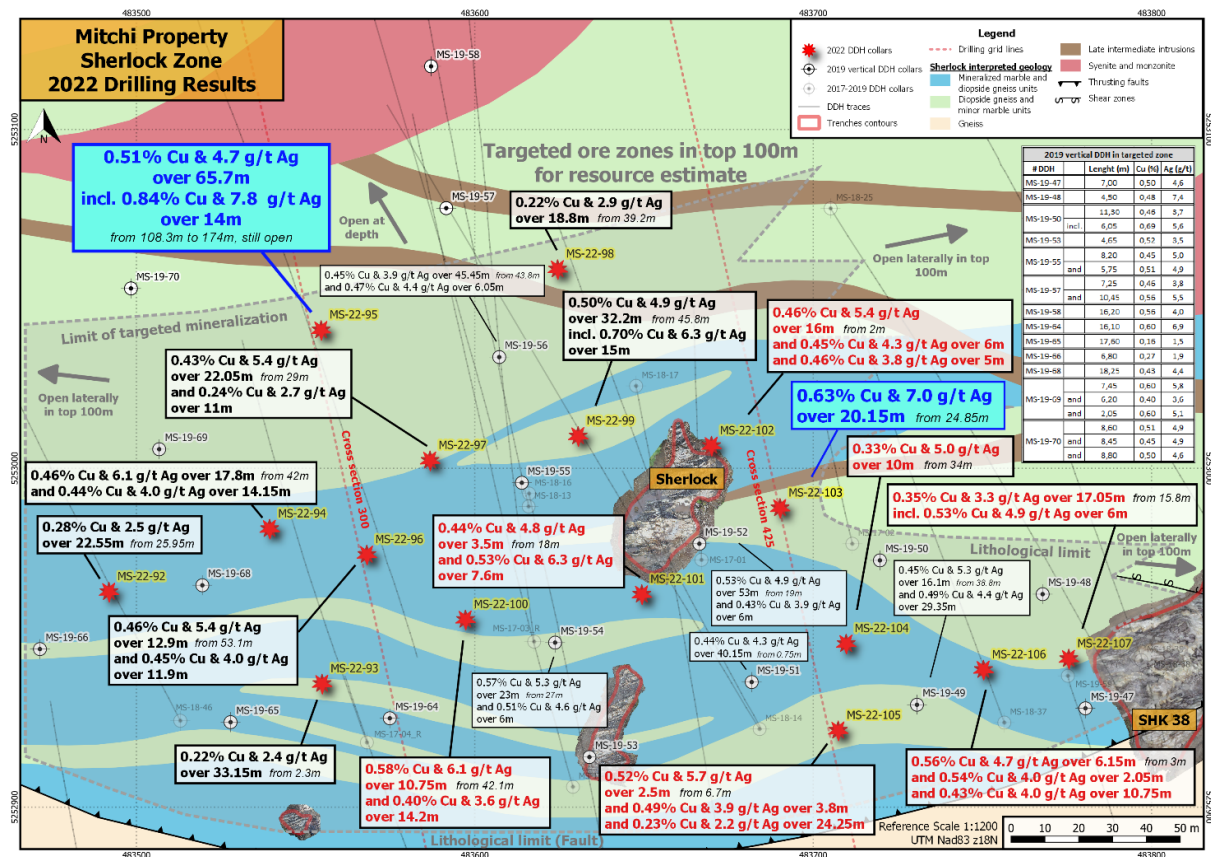 483500
483600
483700
483800
Mitchi Property
Sherlock Zone
2022 Drilling Results
N
MS-19-58
Legend
2022 DDH collars
2019 vertical DDH collars
2017-2019 DDH collars
DDH traces
Trenches contours
Drilling grid lines
Sherlock interpreted geology
Mineralized marble and
diopside gneiss units
Diopside gneiss and
minor marble units
Gneiss
Late intermediate intrusions
Syenite and monzonite
Thrusting faults
Shear zones
5253100
5253100
0.51% Cu & 4.7 g/t Ag
over 65.7m
incl. 0.84% Cu & 7.8 g/t Ag
over 14m
from 108.3m to 174m, still open
Targeted ore zones in top 100m
for resource estimate
2019 vertical DDH in targeted zone
# DDH Lenght (m) Cu (%) Ag (g/t)
MS-19-47 7,00 0,50 4,6
MS-19-48 4,50 0,48 7,4
MS-19-50 11,30 0,46 3,7
incl. 6,05 0,69 5,6
MS-19-53 4,65 0,52 3,5
MS-19-55 8,20 0,45 5,0
and 5,75 0,51 4,9
MS-19-57 7,25 0,46 3,8
and 10,45 0,56 5,5
MS-19-58 16,20 0,56 4,0
MS-19-64 16,10 0,60 6,9
MS-19-65 17,60 0,16 1,5
MS-19-66 6,80 0,27 1,9
MS-19-68 18,25 0,43 4,4
MS-19-69 7,45 0,60 5,8
and 6,20 0,40 3,6
and 2,05 0,60 5,1
MS-19-70 8,60 0,51 4,9
and 8,45 0,45 4,9
and 8,80 0,50 4,6
MS-19-57
Open at
depth
0.22% Cu & 2.9 g/t Ag
over 18.8m from 39.2m
MS-18-25
MS-22-98
Open laterally in top
100m
MS-19-70
0.45% Cu & 3.9 g/t Ag over 45.45m from 43.8m
and 0.47% Cu & 4.4 g/t Ag over 6.05m
Limit of targeted mineralization
MS-22-95
MS-19-56
0.50% Cu & 4.9 g/t Ag
over 32.2m from 45.8m
incl. 0.70% Cu & 6.3 g/t Ag
over 15m
0.46% Cu & 5.4 g/t Ag
over 16m from 2m
and 0.45% Cu & 4.3 g/t Ag over 6m
and 0.46% Cu & 3.8 g/t Ag over 5m
0.43% Cu & 5.4 g/t Ag
over 22.05m from 29m
and 0.24% Cu & 2.7 g/t Ag
over 11m
Open laterally
in top 100m
MS-18-17
0.63% Cu & 7.0 g/t Ag
over 20.15m from 24.85m
MS-22-99
MS-22-102
MS-22-97
MS-19-69
0.33% Cu & 5.0 g/t Ag
over 10m from 34m
5253000
5253000
0.46% Cu & 6.1 g/t Ag over 17.8m from 42m
and 0.44% Cu & 4.0 g/t Ag over 14.15m
Cross section 300
MS-19-55
MS-18-16
MS-18-13
Sherlock
Cross section 425
MS-22-103
0.35% Cu & 3.3 g/t Ag over 17.05m from 15.8m
incl. 0.53% Cu & 4.9 g/t Ag over 6m
MS-22-94
0.28% Cu & 2.5 g/t Ag
over 22.55m from 25.95m
MS-22-96
0.44% Cu & 4.8 g/t Ag
over 3.5m from 18m
and 0.53% Cu & 6.3 g/t Ag
over 7.6m
MS-19-52
MS-17-01
MS-17-02
MS-19-50
Lithological limit
Open laterally
in top 100m
S
S
MS-22-92
MS-19-68
MS-22-101
0.53% Cu & 4.9 g/t Ag
over 53m from 19m
and 0.43% Cu & 3.9 g/t Ag
over 6m
0.45% Cu & 5.3 g/t Ag
over 16.1m from 38.8m
and 0.49% Cu & 4.4 g/t Ag
over 29.35m
MS-19-48
MS-22-100
MS-19-66
0.46% Cu & 5.4 g/t Ag
over 12.9m from 53.1m
and 0.45% Cu & 4.0 g/t Ag
over 11.9m
MS-17-03_R
MS-19-54
0.44% Cu & 4.3 g/t Ag
over 40.15m from 0.75m
MS-22-104
MS-22-107
MS-22-106
MS-22-93
MS-19-51
0.57% Cu & 5.3 g/t Ag
over 23m from 27m
and 0.51% Cu & 4.6 g/t Ag
over 6m
MS-18-46
MS-19-65
MS-19-64
MS-17-04_R
MS-18-14
MS-22-105
MS-19-49
MS-18-37
MS-19-47
SHK 38
MS-19-53
0.22% Cu & 2.4 g/t Ag
over 33.15m from 2.3m
0.58% Cu & 6.1 g/t Ag
over 10.75m from 42.1m
and 0.40% Cu & 3.6 g/t Ag
over 14.2m
0.52% Cu & 5.7 g/t Ag
over 2.5m from 6.7m
and 0.49% Cu & 3.9 g/t Ag over 3.8m
and 0.23% Cu & 2.2 g/t Ag over 24.25m
0.56% Cu & 4.7 g/t Ag over 6.15m from 3m
and 0.54% Cu & 4.0 g/t Ag over 2.05m
and 0.43% Cu & 4.0 g/t Ag over 10.75m
5252900
5252900
Lithological limit (Fault)
Reference Scale 1:1200
UTM Nad83 z18N
0 10 20 30 40 50 m
483500
483600
483700
483800